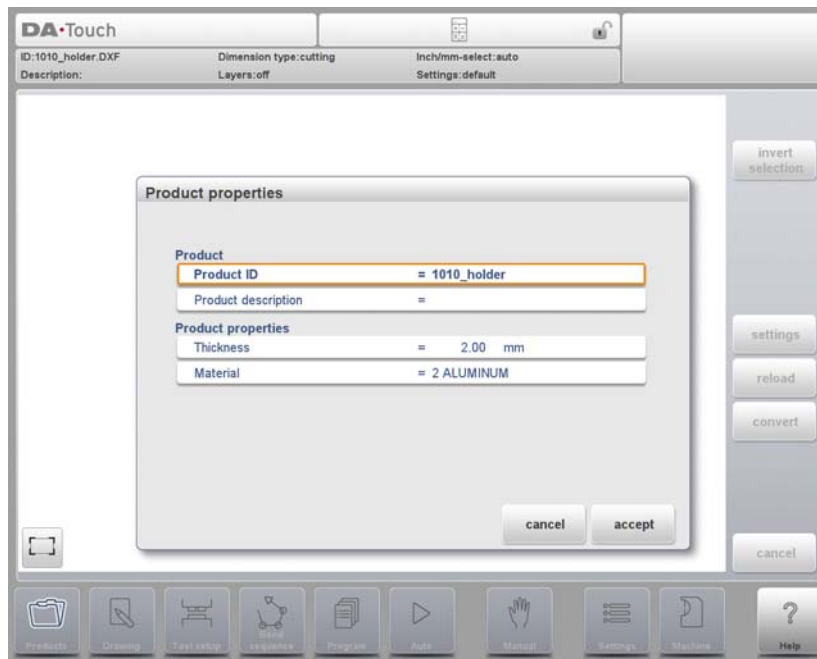 DA•Touch
ID:1010_holder.DXF Dimension type:cutting Inch/mm-select:auto
Description: Layers:off Settings:default
invert
selection
Product properties
Product
Product ID = 1010_holder
Product description =
Product properties
Thickness = 2.00 mm
Material = 2 ALUMINUM
settings
reload
convert
cancel accept
cancel
Products Drawing Tool setup Bend sequence Program Auto Manual Settings Machine Help